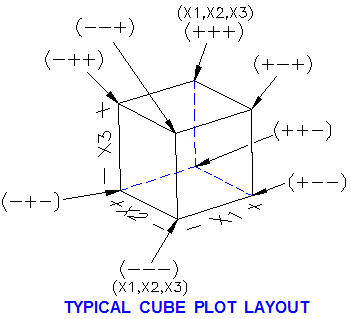 (X1,X2,X3)
(--+)
(+++)
(-++)
(+-+)
+
X3
-
(++-)
(-+-)
(+--)
+X2-
- X1 +
(---)
(X1,X2,X3)
TYPICAL CUBE PLOT LAYOUT